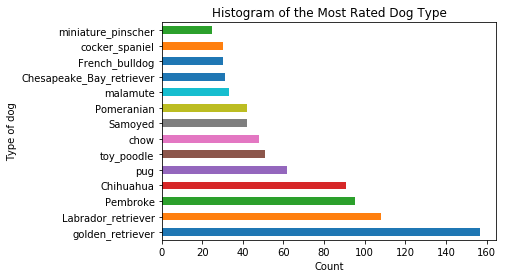 Histogram of the Most Rated Dog Type
miniature_pinscher
cocker_spaniel
French_bulldog
Chesapeake_Bay_retriever
malamute
Pomeranian
Samoyed
chow
toy_poodle
pug
Chihuahua
Pembroke
Labrador_retriever
golden_retriever
Type of dog
0 20 40 60 80 100 120 140 160
Count